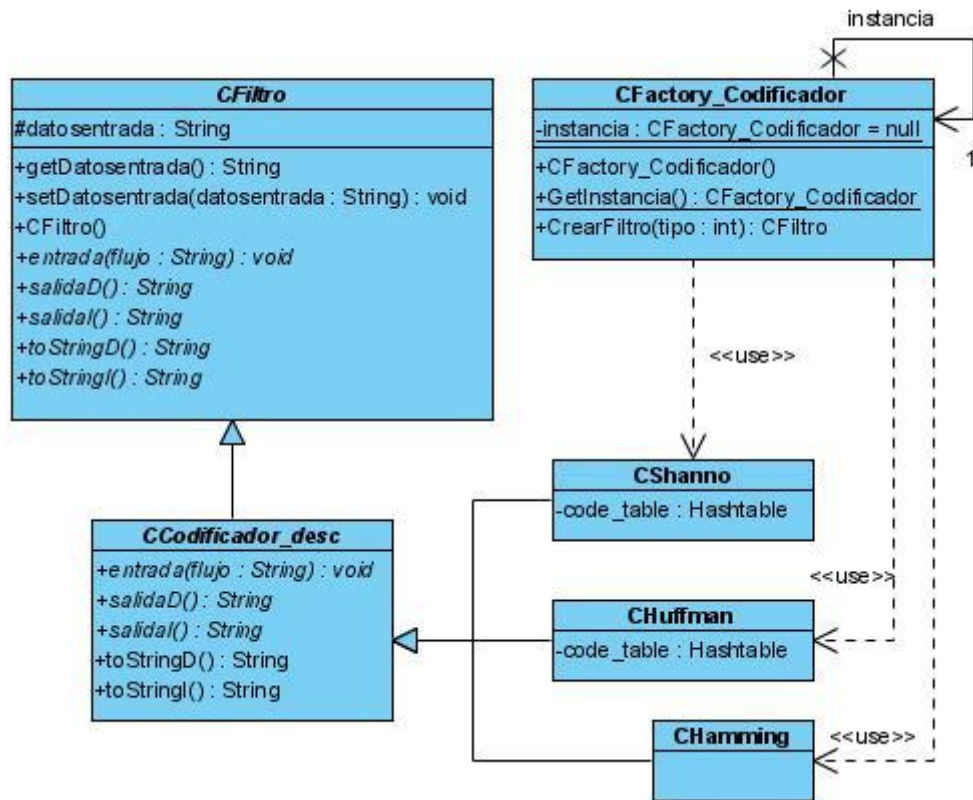 instancia
CFiltro
#datosentrada : String
+getDatosentrada() : String
+setDatosentrada(datosentrada : String) : void
+CFiltro()
+entrada(flujo : String) : void
+salidaD() : String
+salidaI() : String
+toStringD() : String
+toStringI() : String
CFactory_Codificador
-instancia : CFactory_Codificador = null
+CFactory_Codificador()
+GetInstancia() : CFactory_Codificador
+CrearFiltro(tipo : int) : CFiltro
1
<<use>>
CShanno
-code_table : Hashtable
CCodificador_desc
+entrada(flujo : String) : void
+salidaD() : String
+salidaI() : String
+toStringD() : String
+toStringI() : String
<<use>>
CHuffman
-code_table : Hashtable
CHamming
<<use>>